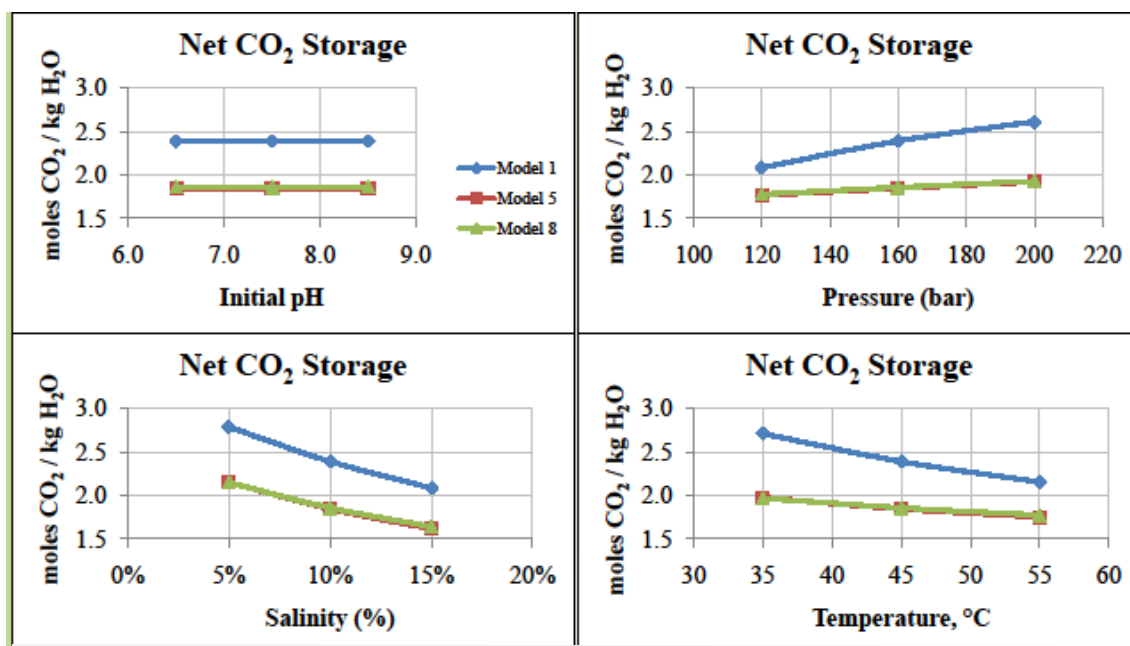 Net CO₂ Storage
moles CO₂ / kg H₂O
3.0
2.5
2.0
1.5
6.0 7.0 8.0 9.0
Initial pH
Model 1
Model 5
Model 8
Net CO₂ Storage
moles CO₂ / kg H₂O
3.0
2.5
2.0
1.5
100 120 140 160 180 200 220
Pressure (bar)
Net CO₂ Storage
moles CO₂ / kg H₂O
3.0
2.5
2.0
1.5
0% 5% 10% 15% 20%
Salinity (%)
Net CO₂ Storage
moles CO₂ / kg H₂O
3.0
2.5
2.0
1.5
30 35 40 45 50 55 60
Temperature, °C